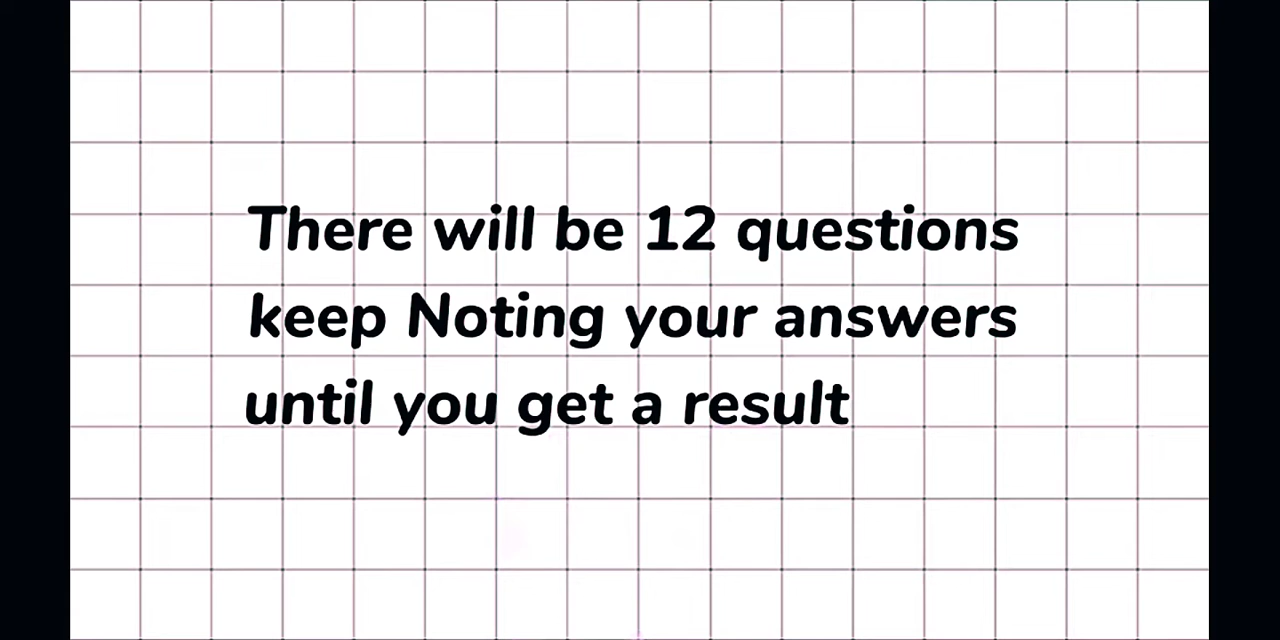 There will be 12 questions
keep Noting your answers
until you get a result